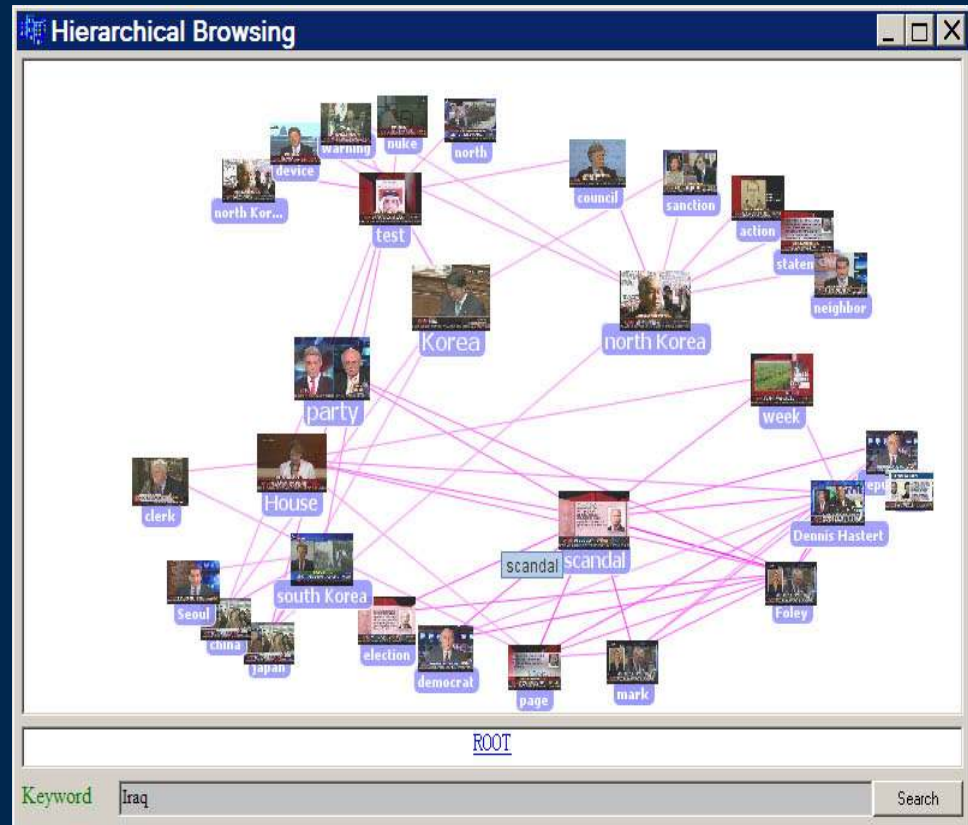 Hierarchical Browsing
warning
nuke
north
device
north Kor...
test
council
sanction
action
statem
neighbor
Korea
north Korea
party
week
House
clerk
repu
Dennis Hastert
scandal
scandal
south Korea
Foley
Seoul
china
japan
election
democrat
page
mark
ROOT
Keyword
Iraq
Search